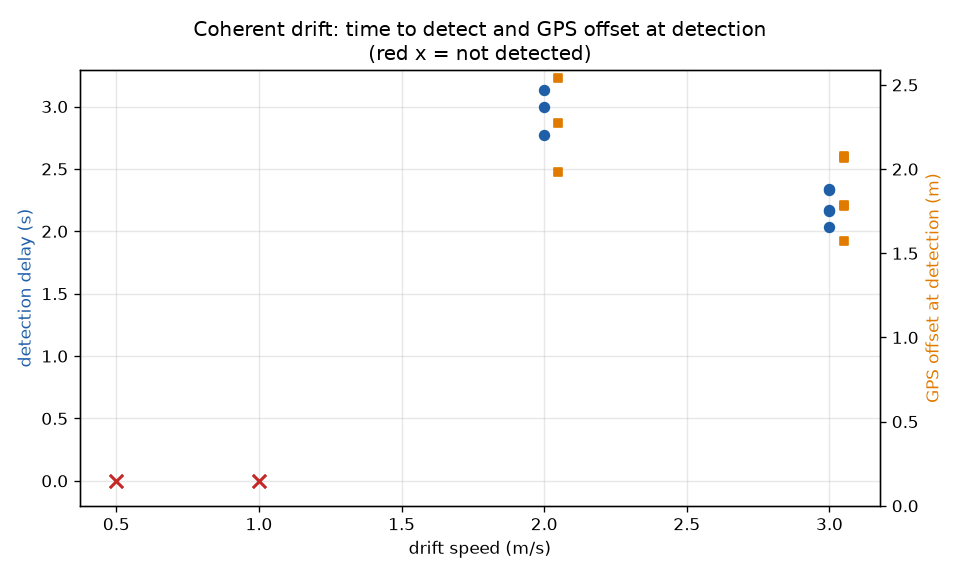 Coherent drift: time to detect and GPS offset at detection
(red x = not detected)
detection delay (s)
3.0
2.5
2.0
1.5
1.0
0.5
0.0
2.5
2.0
1.5
1.0
0.5
0.0
GPS offset at detection (m)
0.5 1.0 1.5 2.0 2.5 3.0
drift speed (m/s)